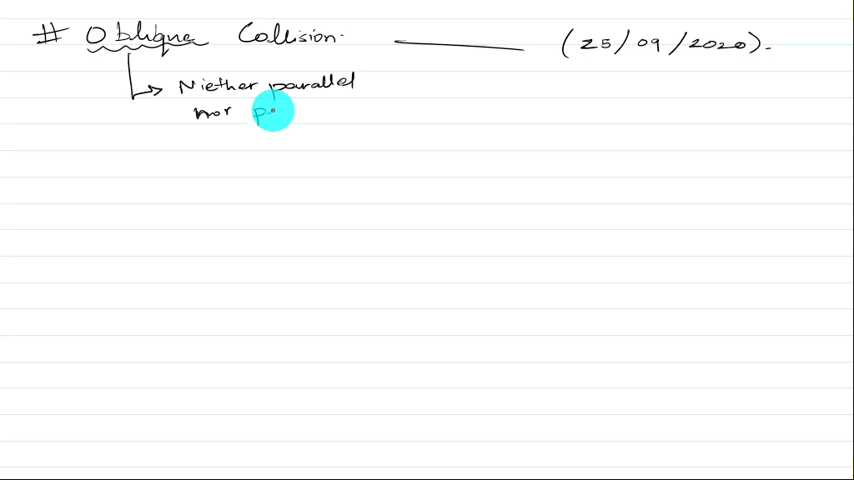 # Oblique Collision. —— (25/09/2020).
↳ Niether parallel
nor p